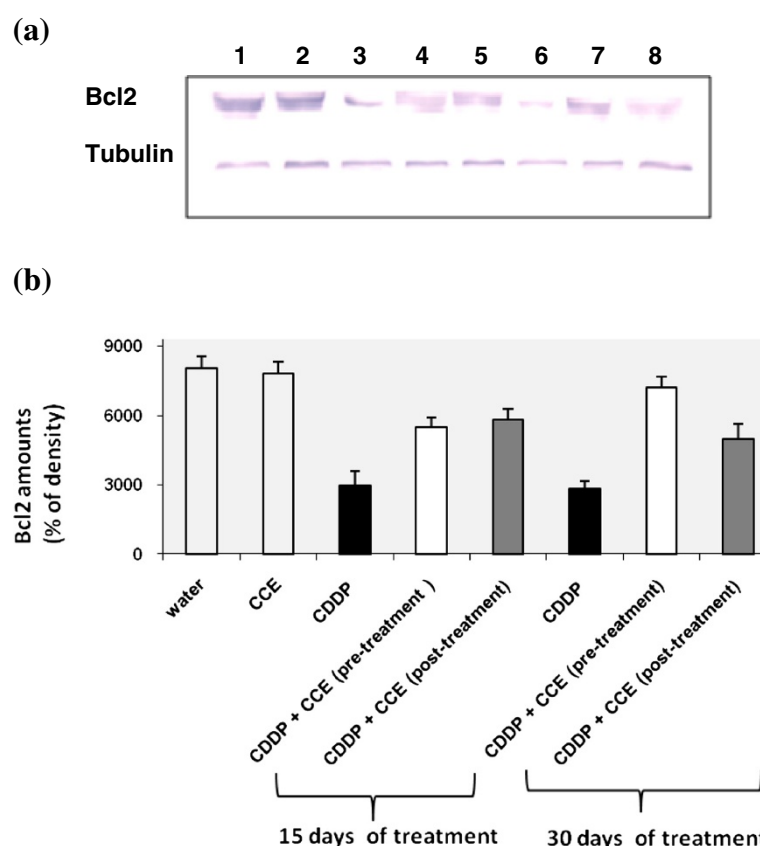 (a)
1 2 3 4 5 6 7 8
Bcl2
Tubulin
(b)
Bcl2 amounts
(% of density)
9000
6000
3000
0
water
CCE
CDDP
CDDP + CCE (pre-treatment )
CDDP + CCE (post-treatment)
CDDP
CDDP + CCE (pre-treatment)
CDDP + CCE (post-treatment)
15 days of treatment
30 days of treatment